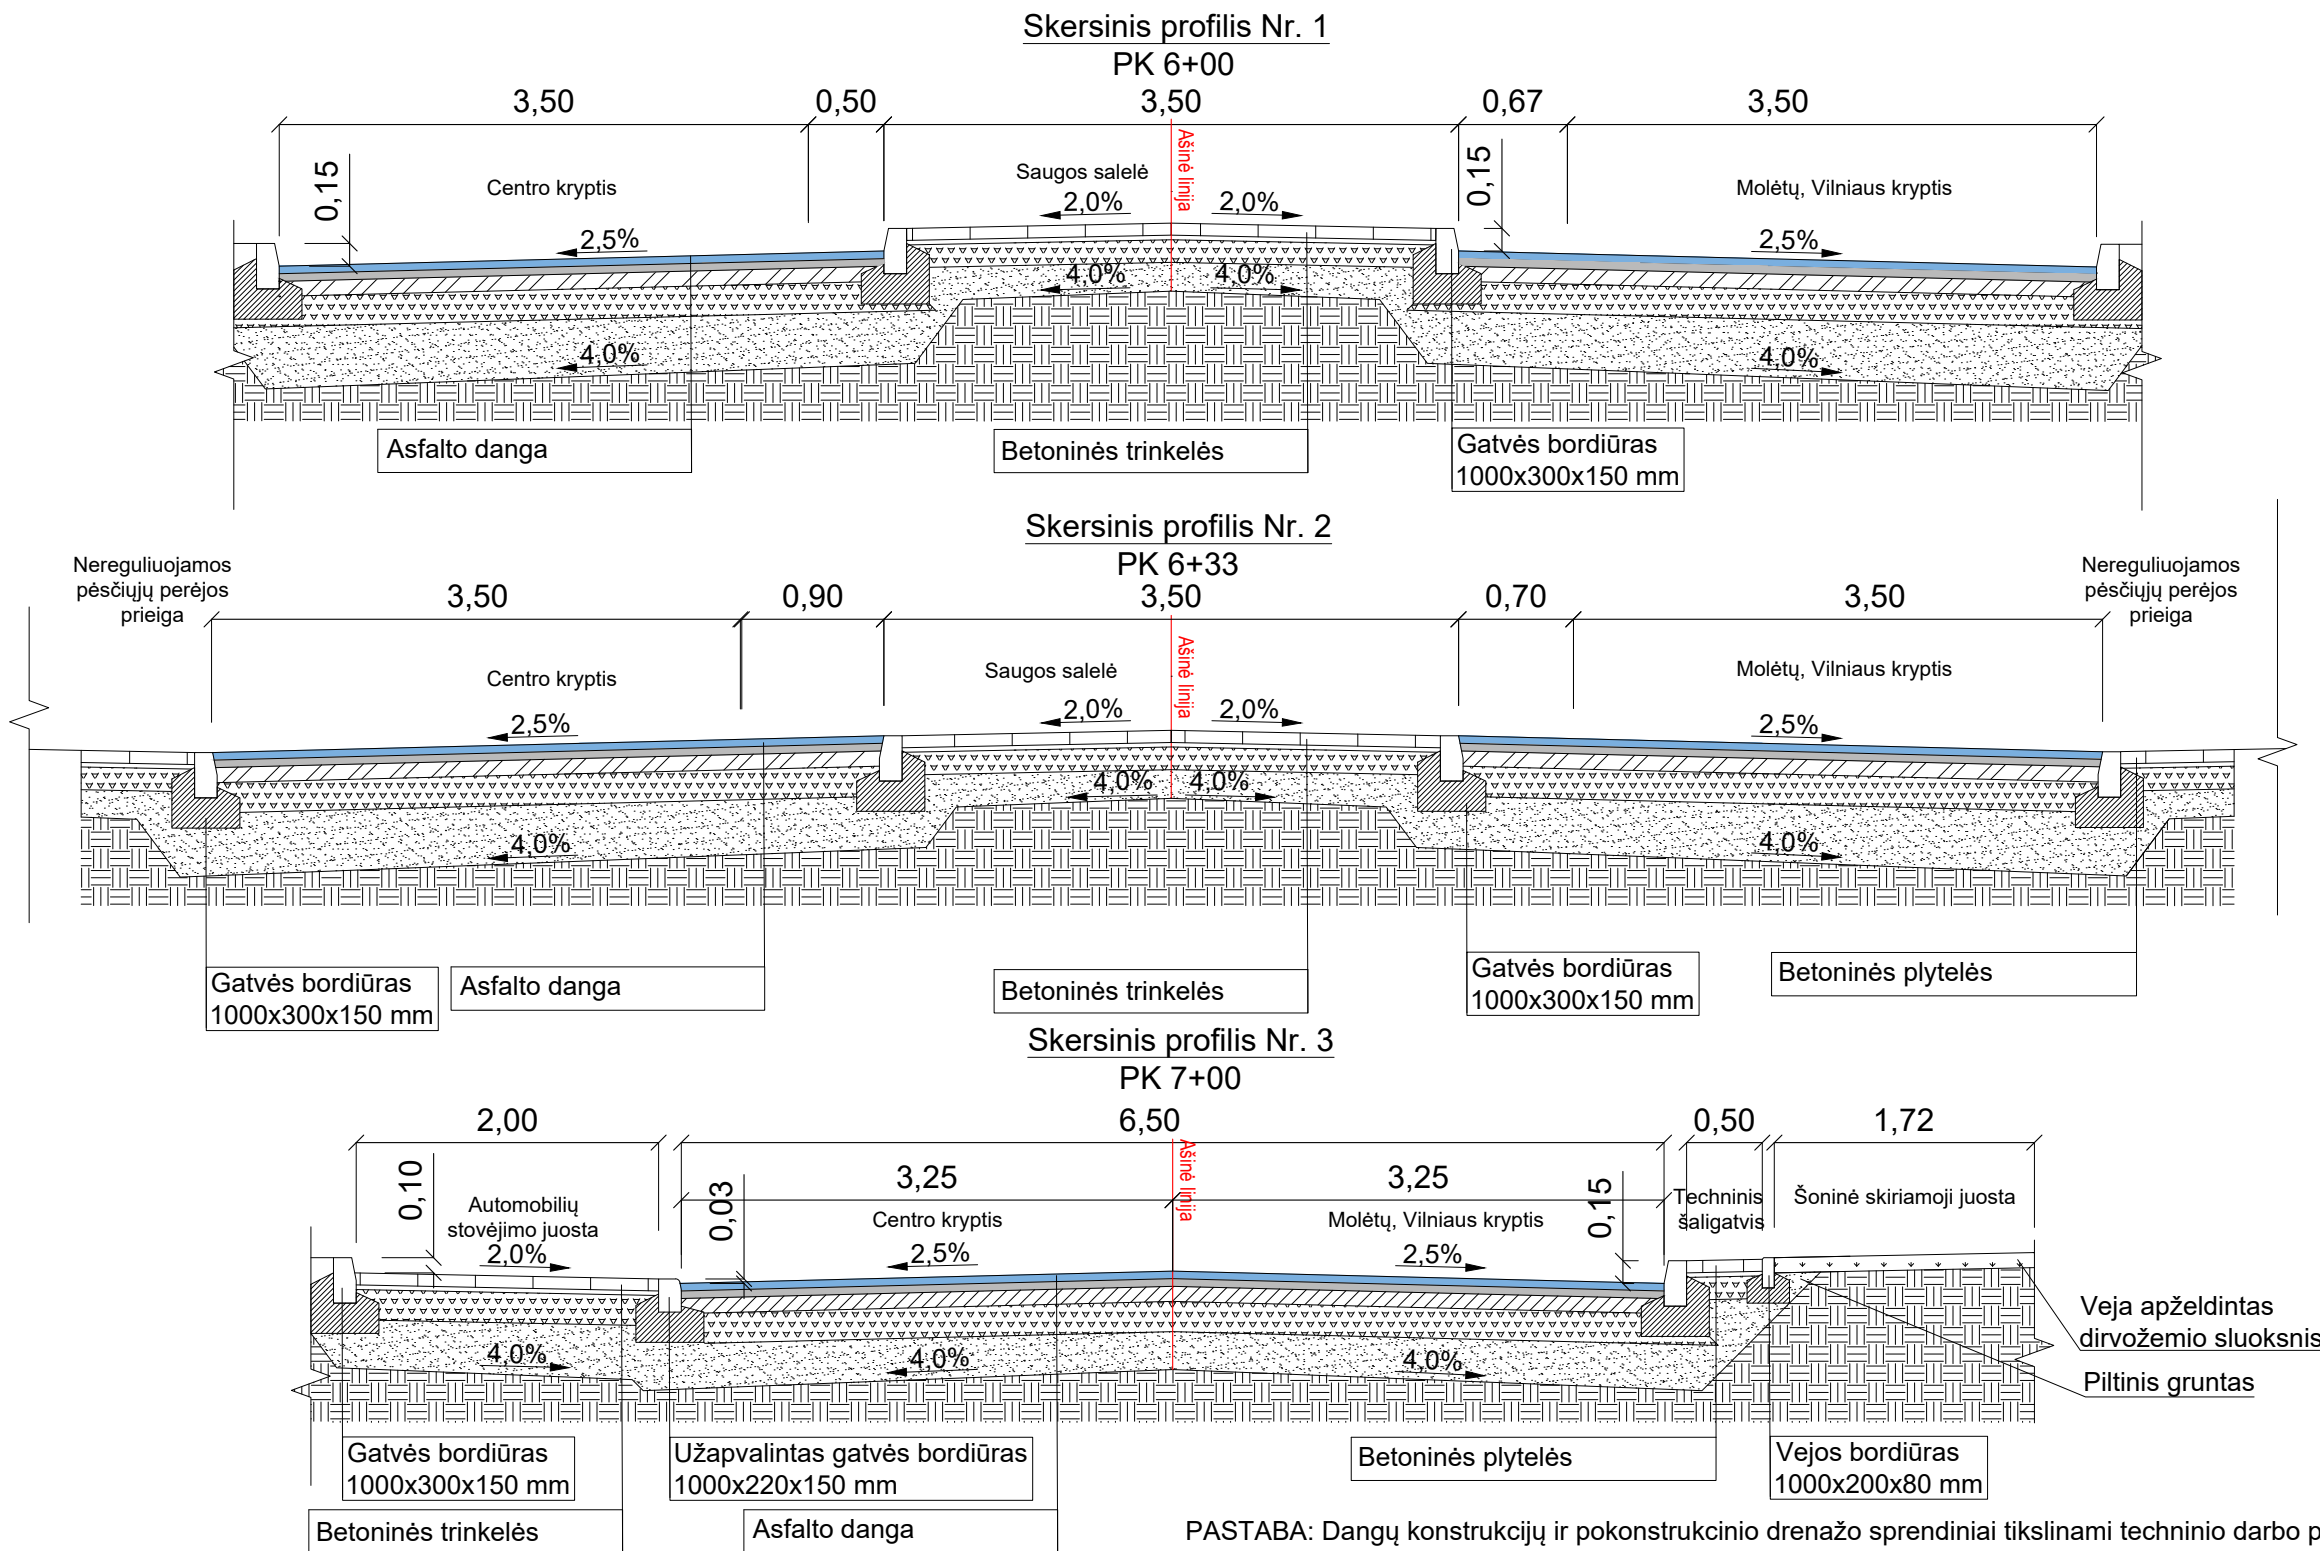 Skersinis profilis Nr. 1
PK 6+00
3,50
0,50
3,50
0,67
3,50
0,15
Centro kryptis
Saugos salelė
Ašinė linija
0,15
Molėtų, Vilniaus kryptis
2,0%
2,0%
2,5%
2,5%
4,0%
4,0%
4,0%
4,0%
Asfalto danga
Betoninės trinkelės
Gatvės bordiūras
1000x300x150 mm
Skersinis profilis Nr. 2
PK 6+33
Nereguliuojamos
pėsčiųjų perėjos
prieiga
3,50
0,90
3,50
0,70
3,50
Nereguliuojamos
pėsčiųjų perėjos
prieiga
Centro kryptis
Saugos salelė
Ašinė linija
Molėtų, Vilniaus kryptis
2,0%
2,0%
2,5%
2,5%
4,0%
4,0%
4,0%
4,0%
Gatvės bordiūras
1000x300x150 mm
Asfalto danga
Betoninės trinkelės
Gatvės bordiūras
1000x300x150 mm
Betoninės plytelės
Skersinis profilis Nr. 3
PK 7+00
2,00
6,50
0,50
1,72
0,10
Automobilių
stovėjimo juosta
0,03
3,25
Ašinė linija
3,25
0,15
Techninis
šaligatvis
Šoninė skiriamoji juosta
Centro kryptis
Molėtų, Vilniaus kryptis
2,0%
2,5%
2,5%
4,0%
4,0%
4,0%
Veja apželdintas
dirvožemio sluoksnis
Piltinis gruntas
Gatvės bordiūras
1000x300x150 mm
Užapvalintas gatvės bordiūras
1000x220x150 mm
Betoninės plytelės
Vejos bordiūras
1000x200x80 mm
Betoninės trinkelės
Asfalto danga
PASTABA: Dangų konstrukcijų ir pokonstrukcinio drenažo sprendiniai tikslinami techninio darbo p